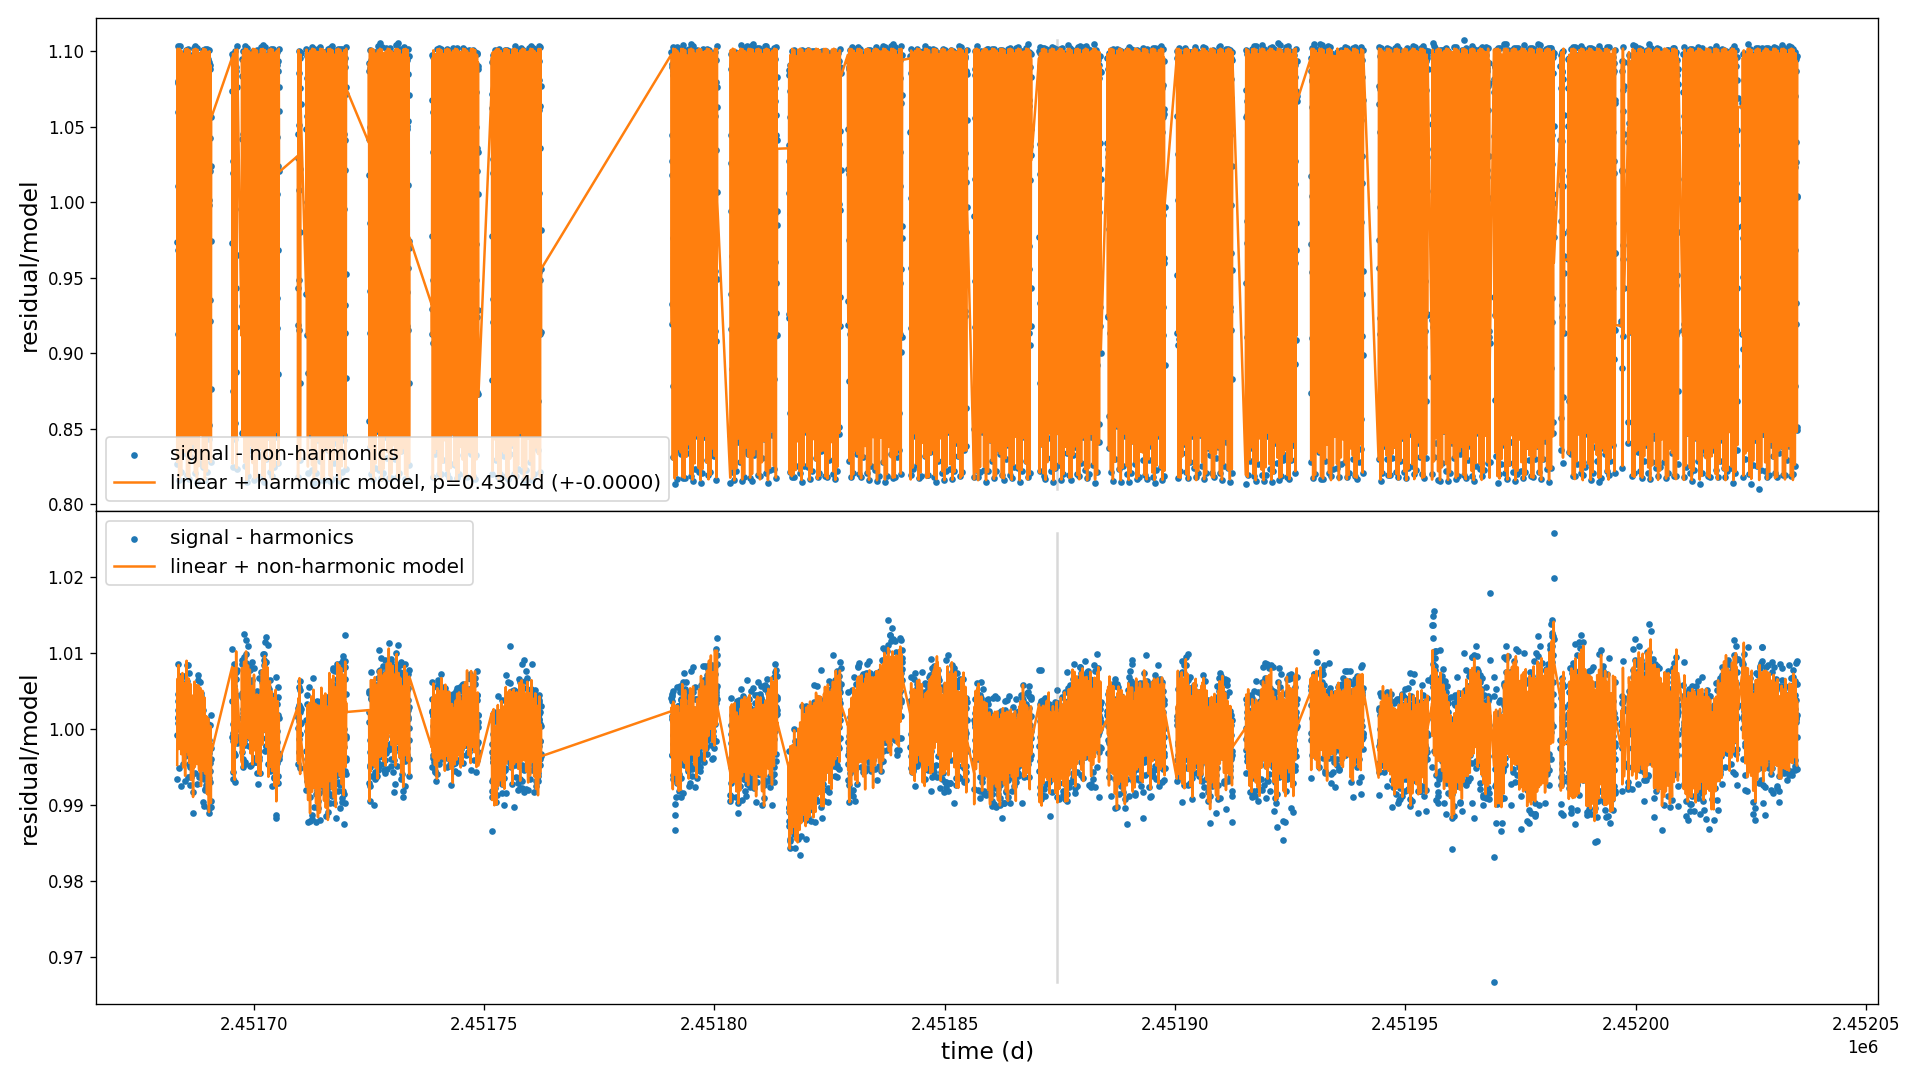 1.10
1.05
1.00
0.95
0.90
0.85
0.80
residual/model
signal - non-harmonics
linear + harmonic model, p=0.4304d (+-0.0000)
signal - harmonics
linear + non-harmonic model
1.02
1.01
1.00
0.99
0.98
0.97
residual/model
2.45170 2.45175 2.45180 2.45185 2.45190 2.45195 2.45200 2.45205
1e6
time (d)